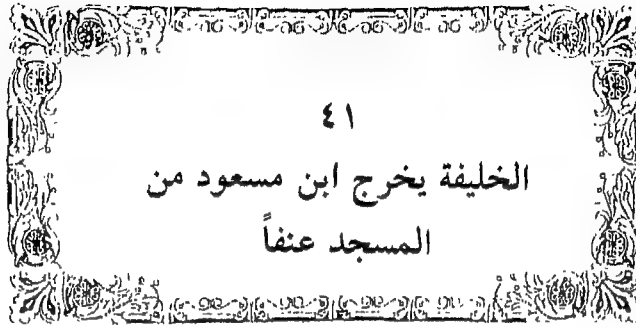 ٤١
الخليفة يخرج ابن مسعود من
المسجد عنفاً